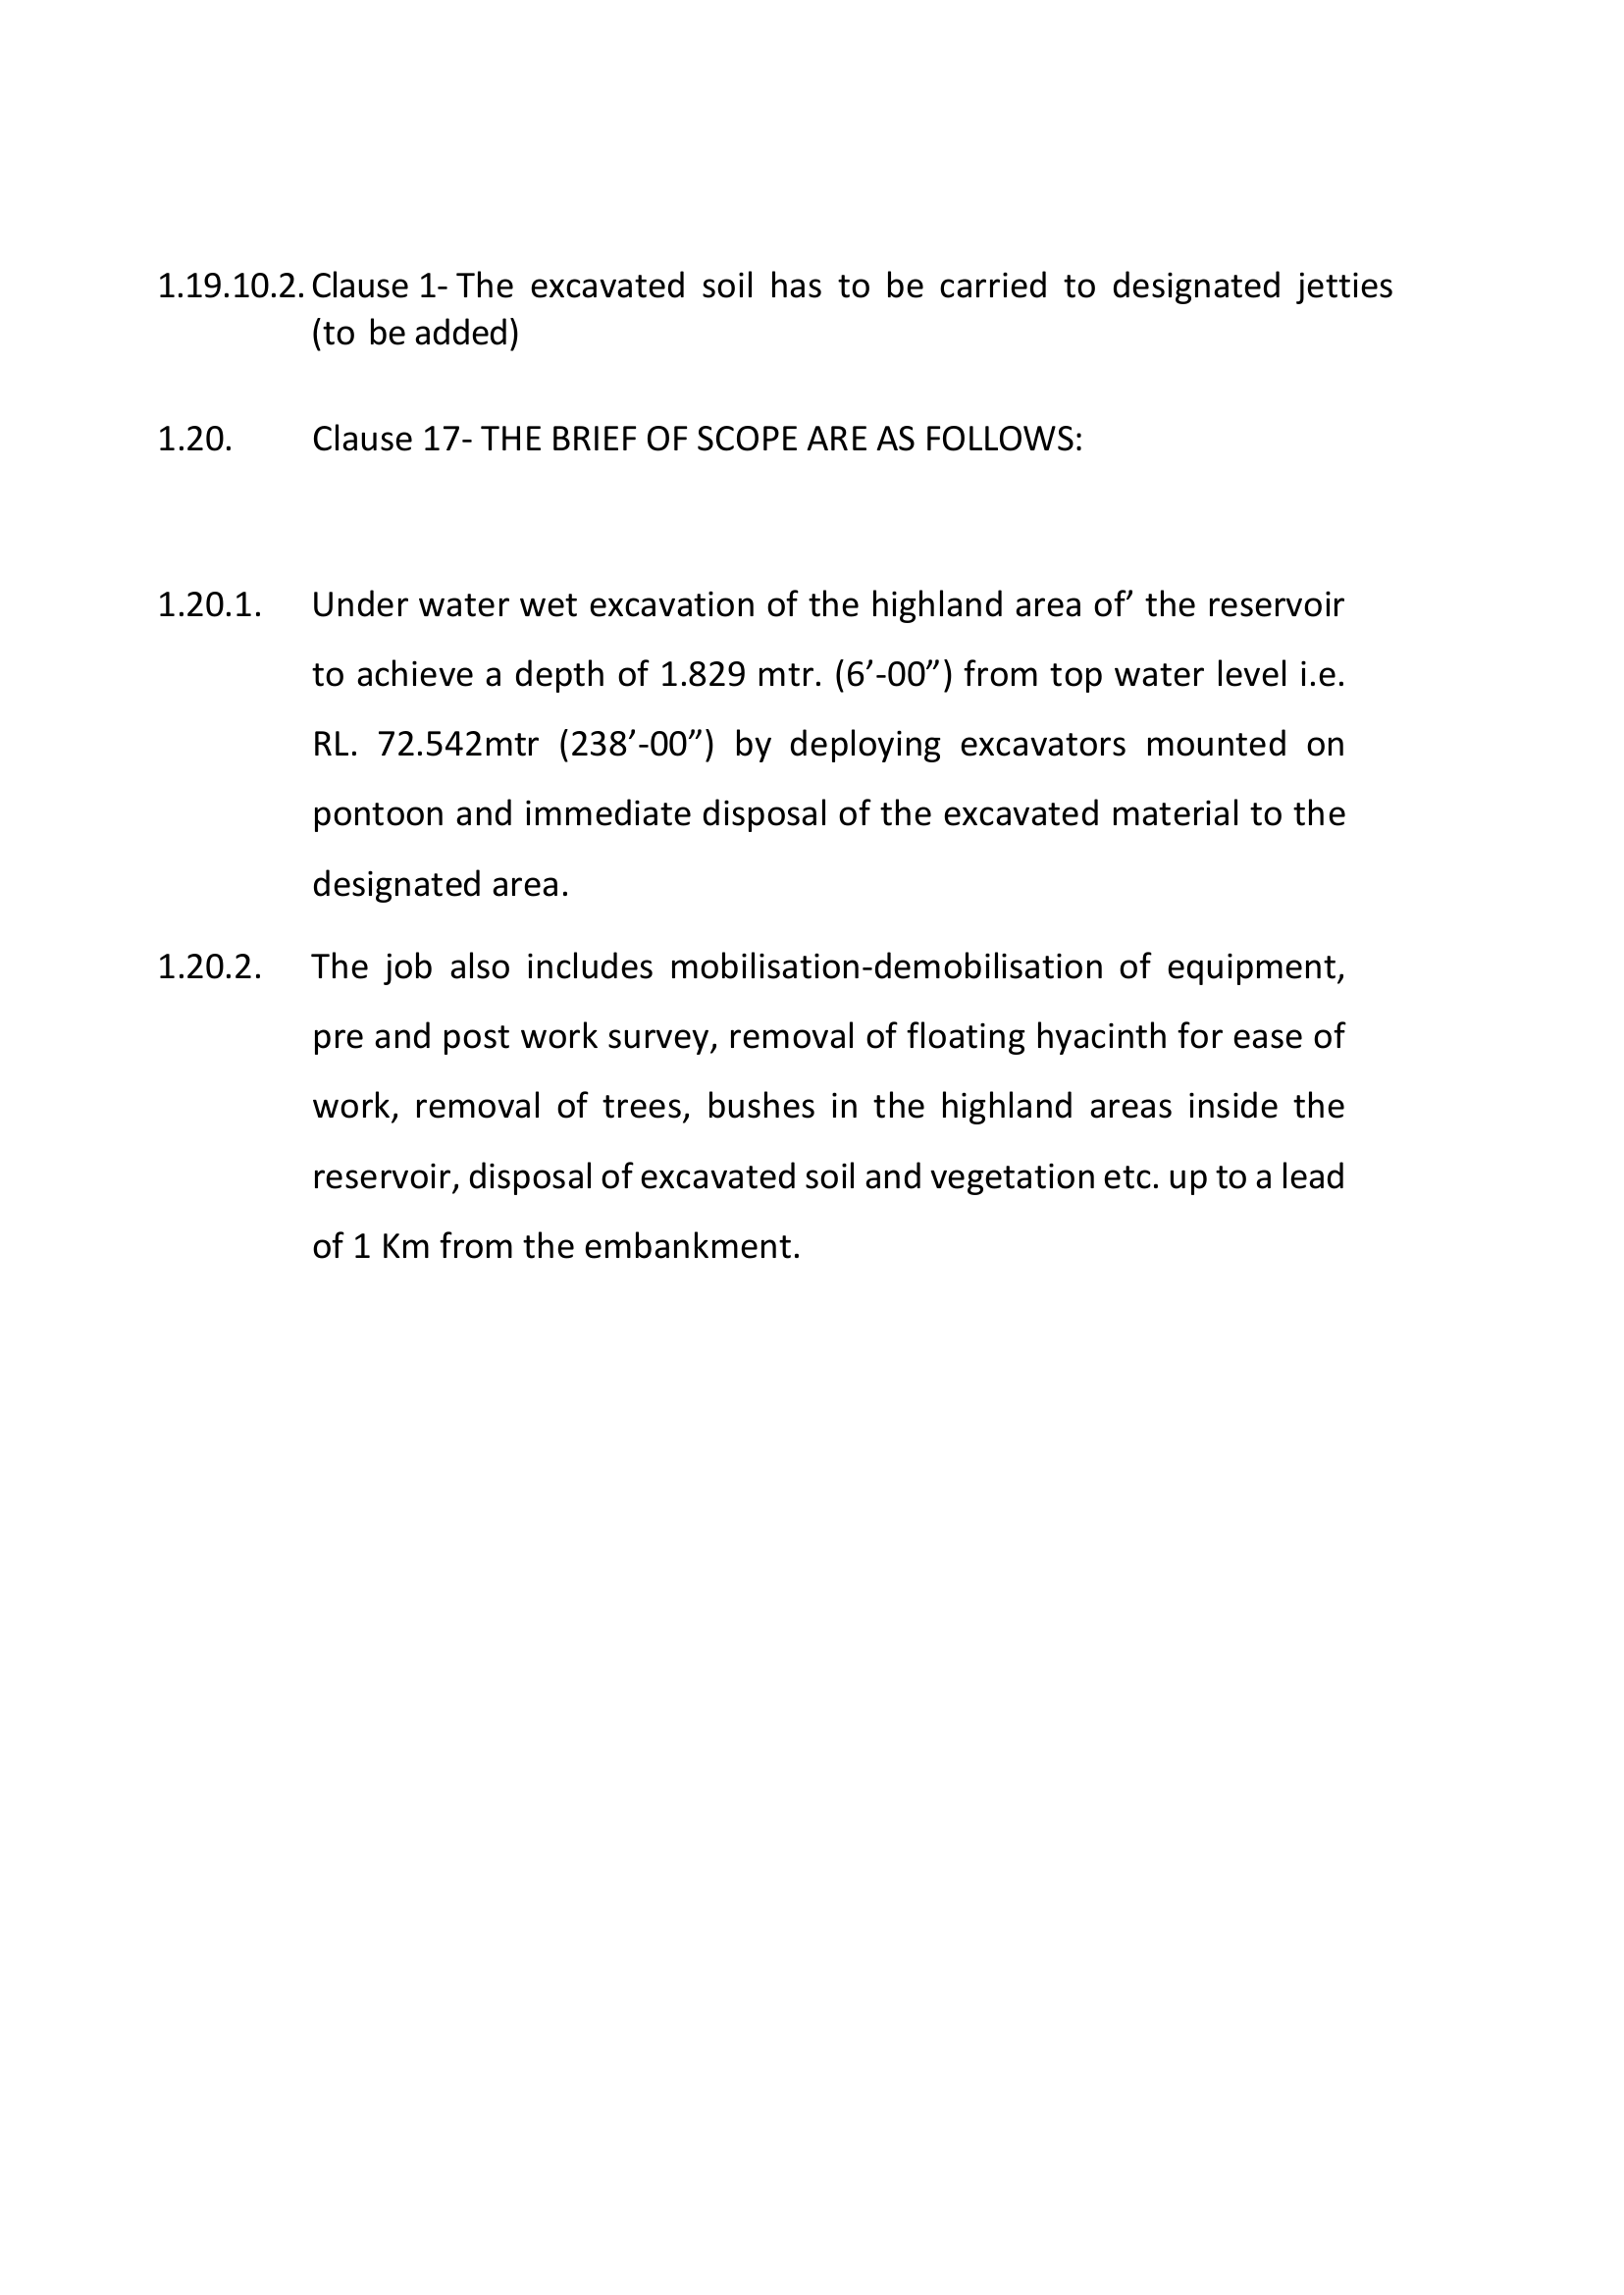 1.19.10.2. Clause 1- The excavated soil has to be carried to designated jetties
(to be added)
1.20. Clause 17- THE BRIEF OF SCOPE ARE AS FOLLOWS:
1.20.1. Under water wet excavation of the highland area of’ the reservoir
to achieve a depth of 1.829 mtr. (6’-00”) from top water level i.e.
RL. 72.542mtr (238’-00”) by deploying excavators mounted on
pontoon and immediate disposal of the excavated material to the
designated area.
1.20.2. The job also includes mobilisation-demobilisation of equipment,
pre and post work survey, removal of floating hyacinth for ease of
work, removal of trees, bushes in the highland areas inside the
reservoir, disposal of excavated soil and vegetation etc. up to a lead
of 1 Km from the embankment.